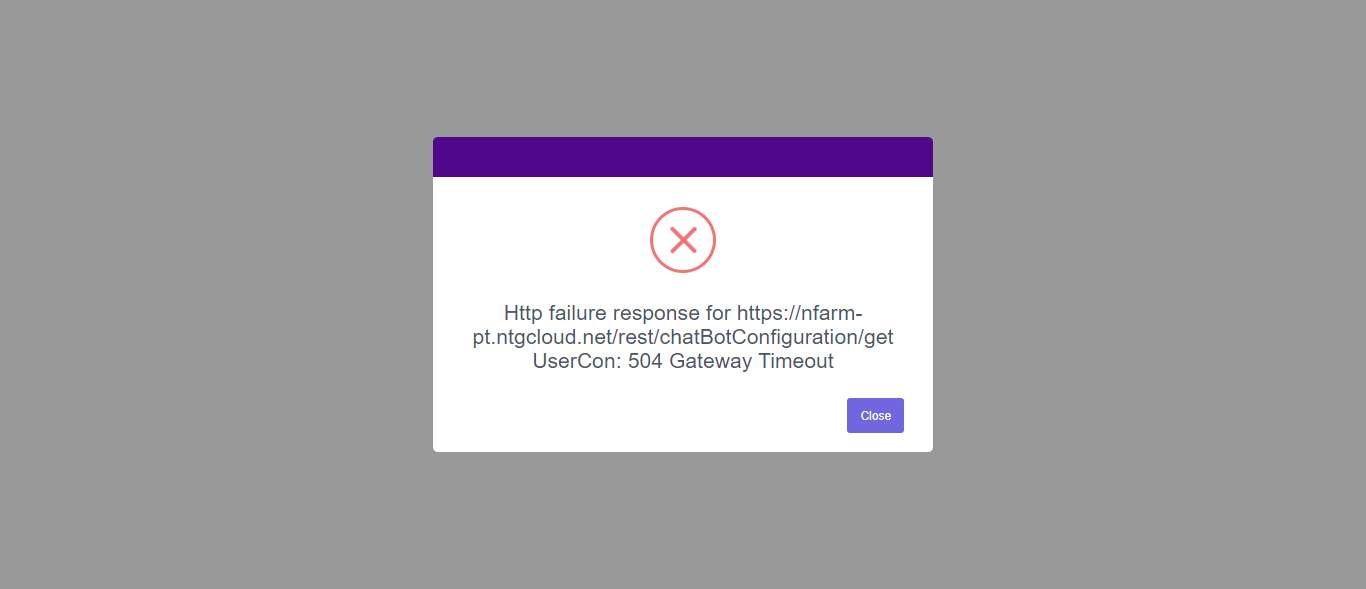 Http failure response for https://nfarm-
pt.ntgcloud.net/rest/chatBotConfiguration/get
UserCon: 504 Gateway Timeout
Close